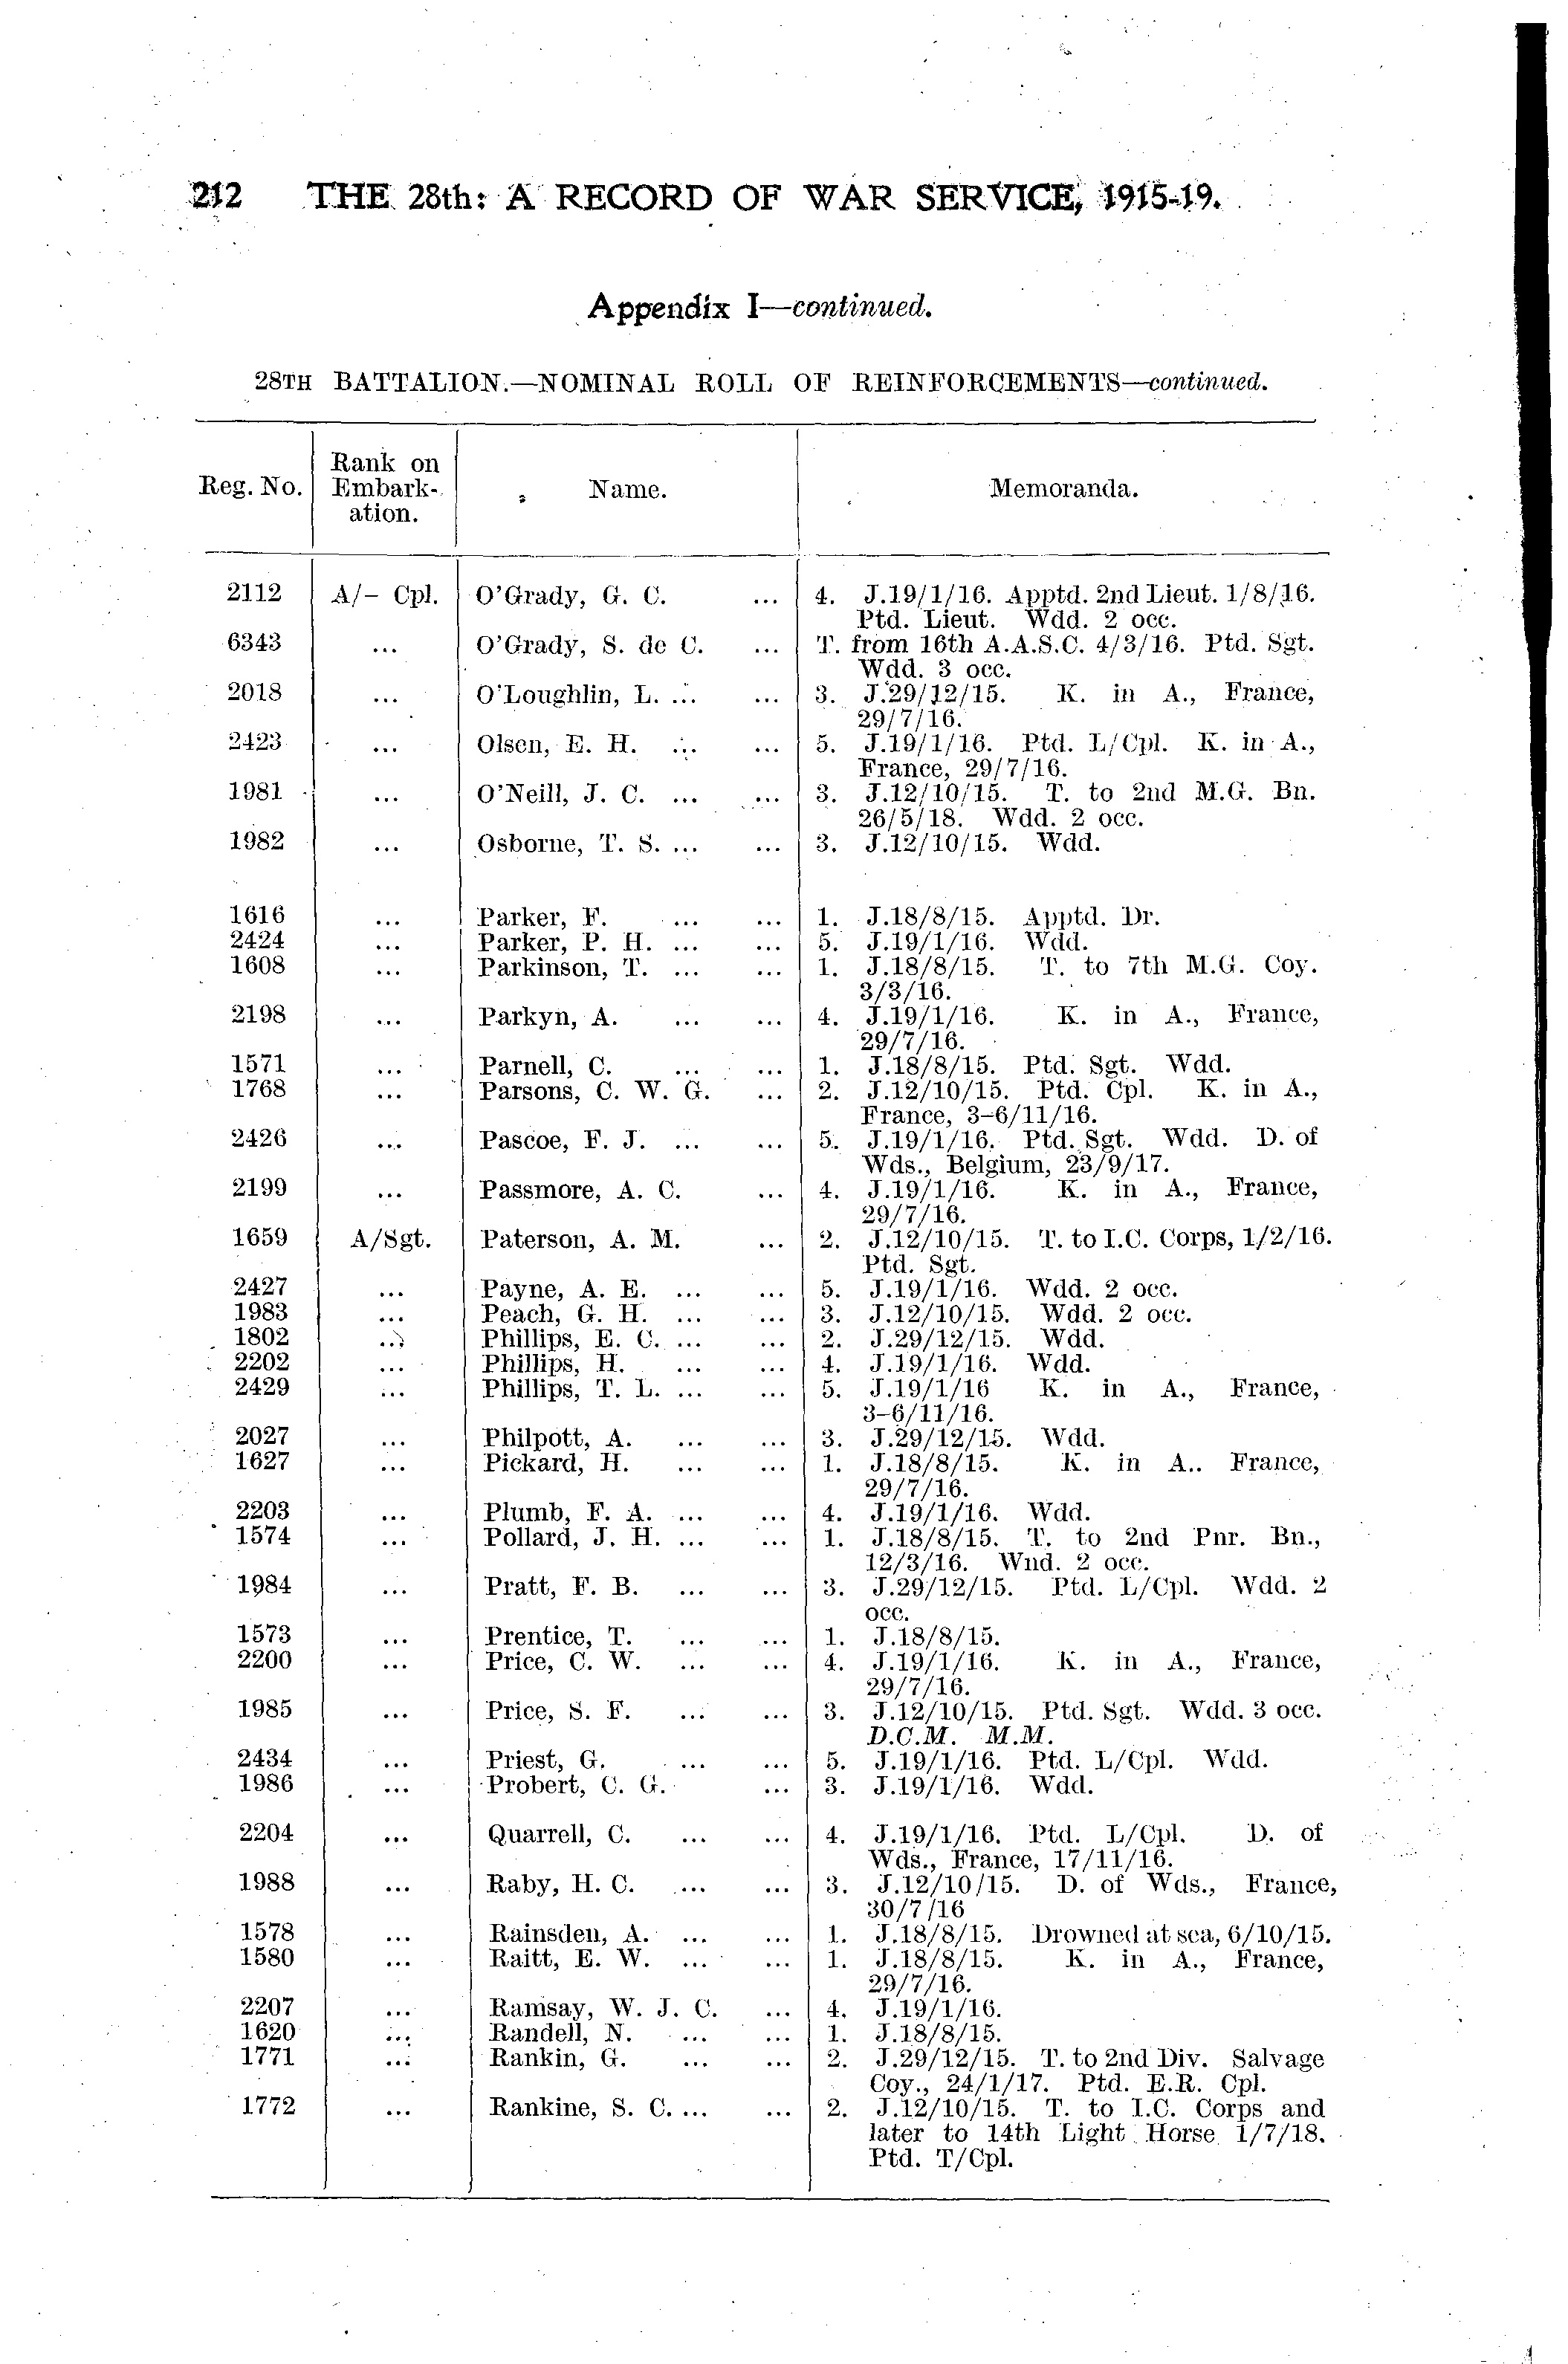 212 THE 28th: A RECORD OF WAR SERVICE, 1915-19.
Appendix I—continued.
28TH BATTALION.—NOMINAL ROLL OF REINFORCEMENTS—continued.
Reg. No. | Rank on Embark-ation. | Name. | Memoranda.
2112 A/- Cpl. O'Grady, G. C. ... 4. J.19/1/16. Apptd. 2nd Lieut. 1/8/16.
Ptd. Lieut. Wdd. 2 occ.
6343 ... O'Grady, S. de C. ... T. from 16th A.A.S.C. 4/3/16. Ptd. Sgt.
Wdd. 3 occ.
2018 ... O'Loughlin, L. ... ... 3. J.29/12/15. K. in A., France,
29/7/16.
2423 ... Olsen, E. H. ... ... 5. J.19/1/16. Ptd. L/Cpl. K. in A.,
France, 29/7/16.
1981 ... O'Neill, J. C. ... ... 3. J.12/10/15. T. to 2nd M.G. Bn.
26/5/18. Wdd. 2 occ.
1982 ... Osborne, T. S. ... ... 3. J.12/10/15. Wdd.
1616 ... Parker, F. ... ... 1. J.18/8/15. Apptd. Dr.
2424 ... Parker, P. H. ... ... 5. J.19/1/16. Wdd.
1608 ... Parkinson, T. ... ... 1. J.18/8/15. T. to 7th M.G. Coy.
3/3/16.
2198 ... Parkyn, A. ... ... 4. J.19/1/16. K. in A., France,
29/7/16.
1571 ... Parnell, C. ... ... 1. J.18/8/15. Ptd. Sgt. Wdd.
1768 ... Parsons, C. W. G. ... 2. J.12/10/15. Ptd. Cpl. K. in A.,
France, 3-6/11/16.
2426 ... Pascoe, F. J. ... ... 5. J.19/1/16. Ptd. Sgt. Wdd. D. of
Wds., Belgium, 23/9/17.
2199 ... Passmore, A. C. ... 4. J.19/1/16. K. in A., France,
29/7/16.
1659 A/Sgt. Paterson, A. M. ... 2. J.12/10/15. T. to I.C. Corps, 1/2/16.
Ptd. Sgt.
2427 ... Payne, A. E. ... ... 5. J.19/1/16. Wdd. 2 occ.
1983 ... Peach, G. H. ... ... 3. J.12/10/15. Wdd. 2 occ.
1802 ... Phillips, E. C. ... ... 2. J.29/12/15. Wdd.
2202 ... Phillips, H. ... ... 4. J.19/1/16. Wdd.
2429 ... Phillips, T. L. ... ... 5. J.19/1/16 K. in A., France,
3-6/11/16.
2027 ... Philpott, A. ... ... 3. J.29/12/15. Wdd.
1627 ... Pickard, H. ... ... 1. J.18/8/15. K. in A.. France,
29/7/16.
2203 ... Plumb, F. A. ... ... 4. J.19/1/16. Wdd.
1574 ... Pollard, J. H. ... ... 1. J.18/8/15. T. to 2nd Pnr. Bn.,
12/3/16. Wnd. 2 occ.
1984 ... Pratt, F. B. ... ... 3. J.29/12/15. Ptd. L/Cpl. Wdd. 2
occ.
1573 ... Prentice, T. ... ... 1. J.18/8/15.
2200 ... Price, C. W. ... ... 4. J.19/1/16. K. in A., France,
29/7/16.
1985 ... Price, S. F. ... ... 3. J.12/10/15. Ptd. Sgt. Wdd. 3 occ.
D.C.M. M.M.
2434 ... Priest, G. ... ... 5. J.19/1/16. Ptd. L/Cpl. Wdd.
1986 ... Probert, C. G. ... 3. J.19/1/16. Wdd.
2204 ... Quarrell, C. ... ... 4. J.19/1/16. Ptd. L/Cpl. D. of
Wds., France, 17/11/16.
1988 ... Raby, H. C. ... ... 3. J.12/10/15. D. of Wds., France,
30/7/16
1578 ... Rainsden, A. ... ... 1. J.18/8/15. Drowned at sea, 6/10/15.
1580 ... Raitt, E. W. ... ... 1. J.18/8/15. K. in A., France,
29/7/16.
2207 ... Ramsay, W. J. C. ... 4. J.19/1/16.
1620 ... Randell, N. ... ... 1. J.18/8/15.
1771 ... Rankin, G. ... ... 2. J.29/12/15. T. to 2nd Div. Salvage
Coy., 24/1/17. Ptd. E.R. Cpl.
1772 ... Rankine, S. C. ... ... 2. J.12/10/15. T. to I.C. Corps and
later to 14th Light Horse 1/7/18.
Ptd. T/Cpl.